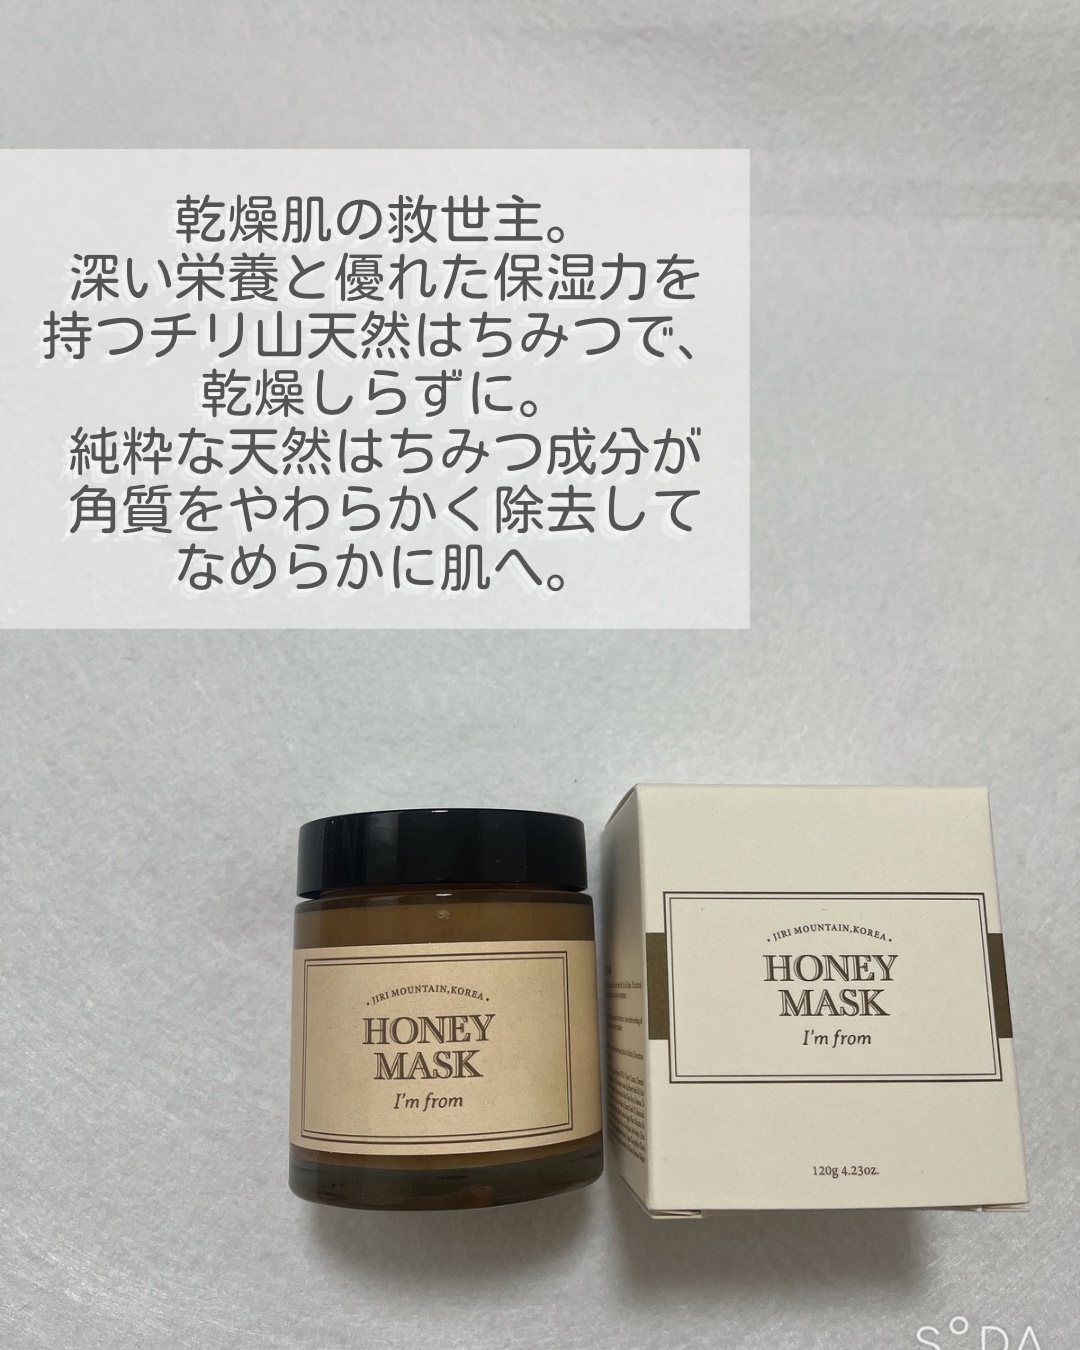 乾燥肌の救世主。
深い栄養と優れた保湿力を
持つチリ山天然はちみつで、
乾燥しらずに。
純粋な天然はちみつ成分が
角質をやわらかく除去して
なめらかに肌へ。
• JIRI MOUNTAIN,KOREA •
HONEY
MASK
I'm from
• JIRI MOUNTAIN,KOREA •
HONEY
MASK
I'm from
120g 4.23oz.